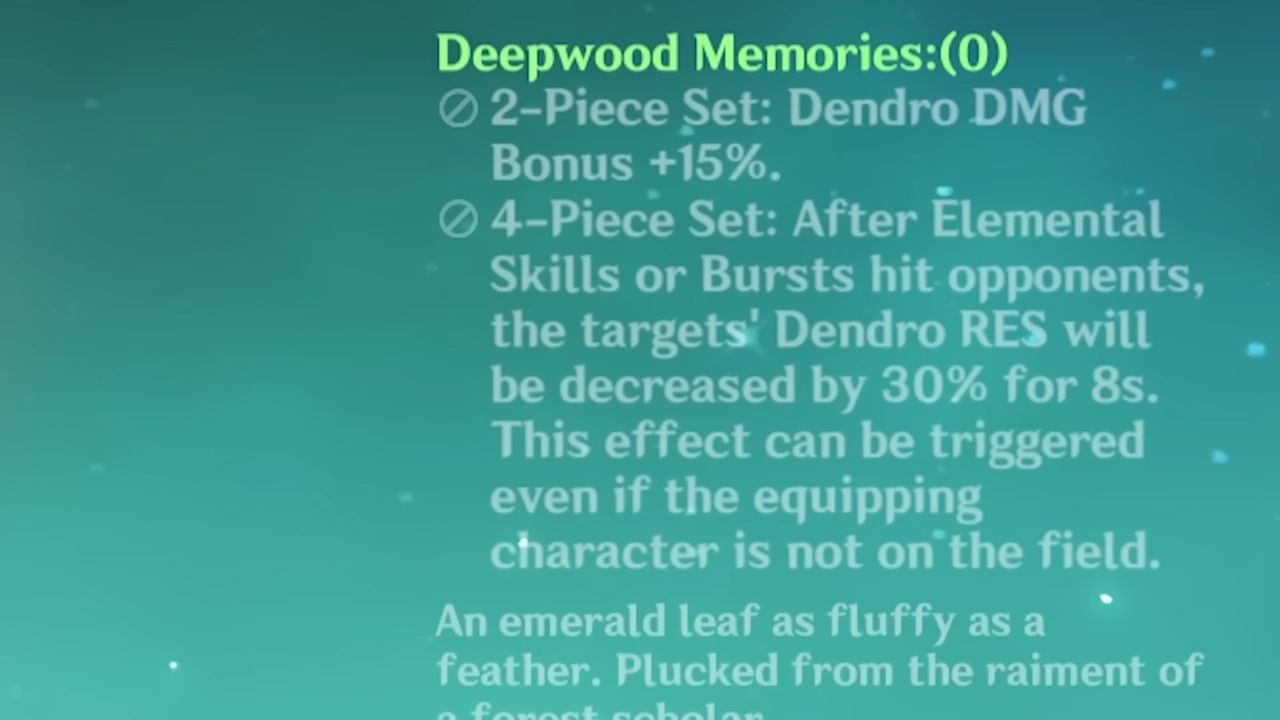 Deepwood Memories:(0)
2-Piece Set: Dendro DMG
Bonus +15%.
4-Piece Set: After Elemental
Skills or Bursts hit opponents,
the targets' Dendro RES will
be decreased by 30% for 8s.
This effect can be triggered
even if the equipping
character is not on the field.
An emerald leaf as fluffy as a
feather. Plucked from the raiment of
a forest scholar